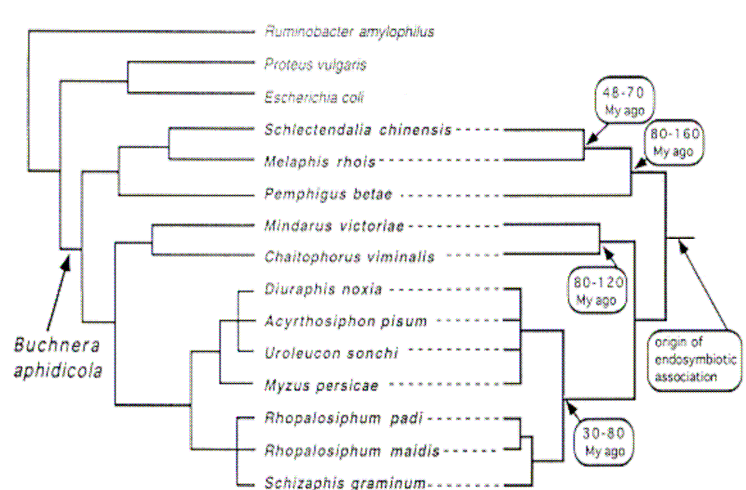 Ruminobacter amylophilus
Proteus vulgaris
Escherichia coli
Schlectendalia chinensis
Melaphis rhois
Pemphigus betae
Mindarus victoriae
Chaitophorus viminalis
Diuraphis noxia
Acyrthosiphon pisum
Uroleucon sonchi
Myzus persicae
Rhopalosiphum padi
Rhopalosiphum maidis
Schizaphis graminum
Buchnera
aphidicola
48-70
My ago
80-160
My ago
80-120
My ago
30-80
My ago
origin of
endosymbiotic
association